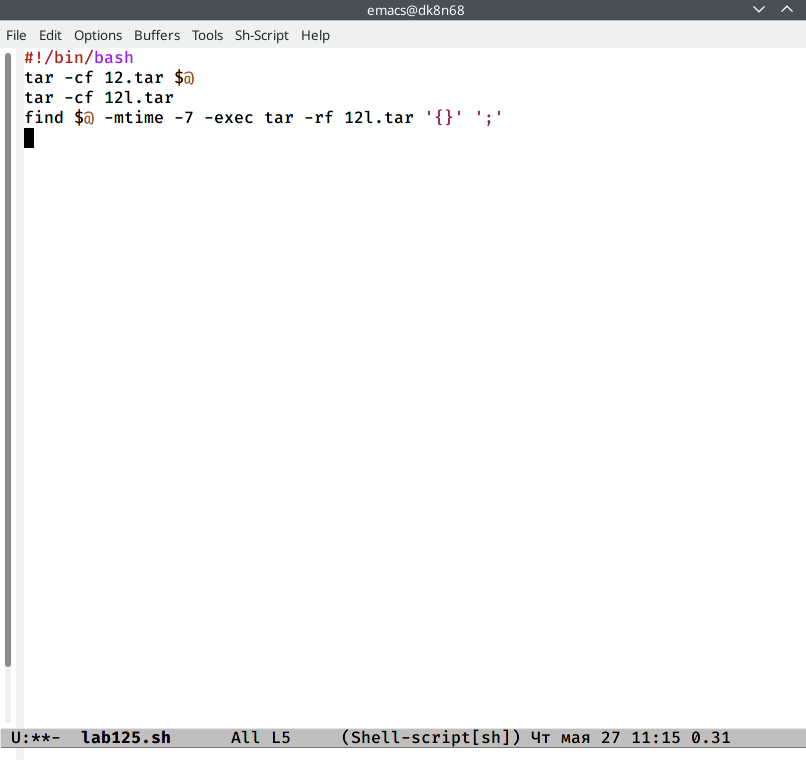 emacs@dk8n68
File Edit Options Buffers Tools Sh-Script Help
#!/bin/bash
tar -cf 12.tar $@
tar -cf 12l.tar
find $@ -mtime -7 -exec tar -rf 12l.tar '{}' ';'
U:**- lab125.sh All L5 (Shell-script[sh]) Чт мая 27 11:15 0.31